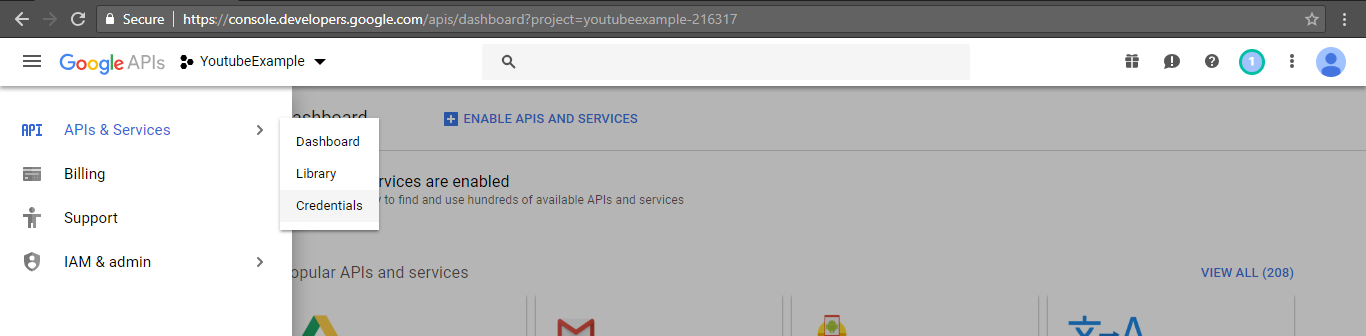 Secure
https://console.developers.google.com/apis/dashboard?project=youtubeexample-216317
Google APIs
YoutubeExample
1
API
APIs & Services
Billing
Support
IAM & admin
Dashboard
Library
Credentials
ashboard
ENABLE APIS AND SERVICES
rvices are enabled
y to find and use hundreds of available APIs and services
opular APIs and services
VIEW ALL (208)
文 A